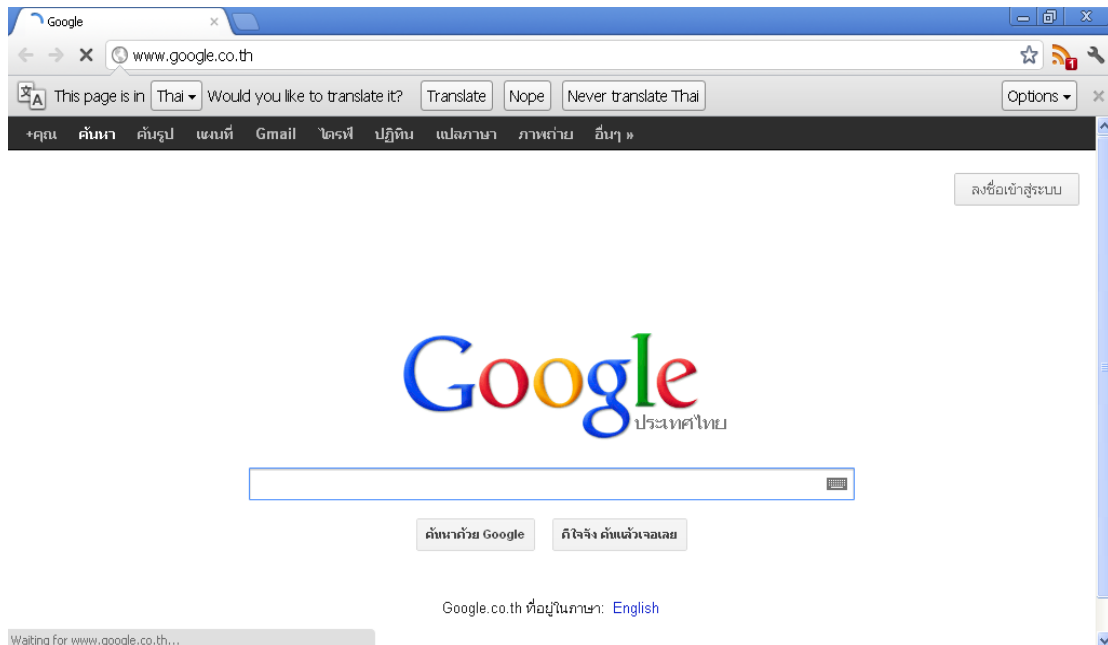 Google
www.google.co.th
1
This page is in Thai Would you like to translate it? Translate Nope Never translate Thai Options
+คุณ ค้นหา ค้นรูป แผนที่ Gmail ไดรฟ์ ปฏิทิน แปลภาษา ภาพถ่าย อื่นๆ »
ลงชื่อเข้าสู่ระบบ
Google
ประเทศไทย
ค้นหาด้วย Google ดีใจจัง ค้นแล้วเจอเลย
Google.co.th ที่อยู่ในภาษา: English
Waiting for www.google.co.th...